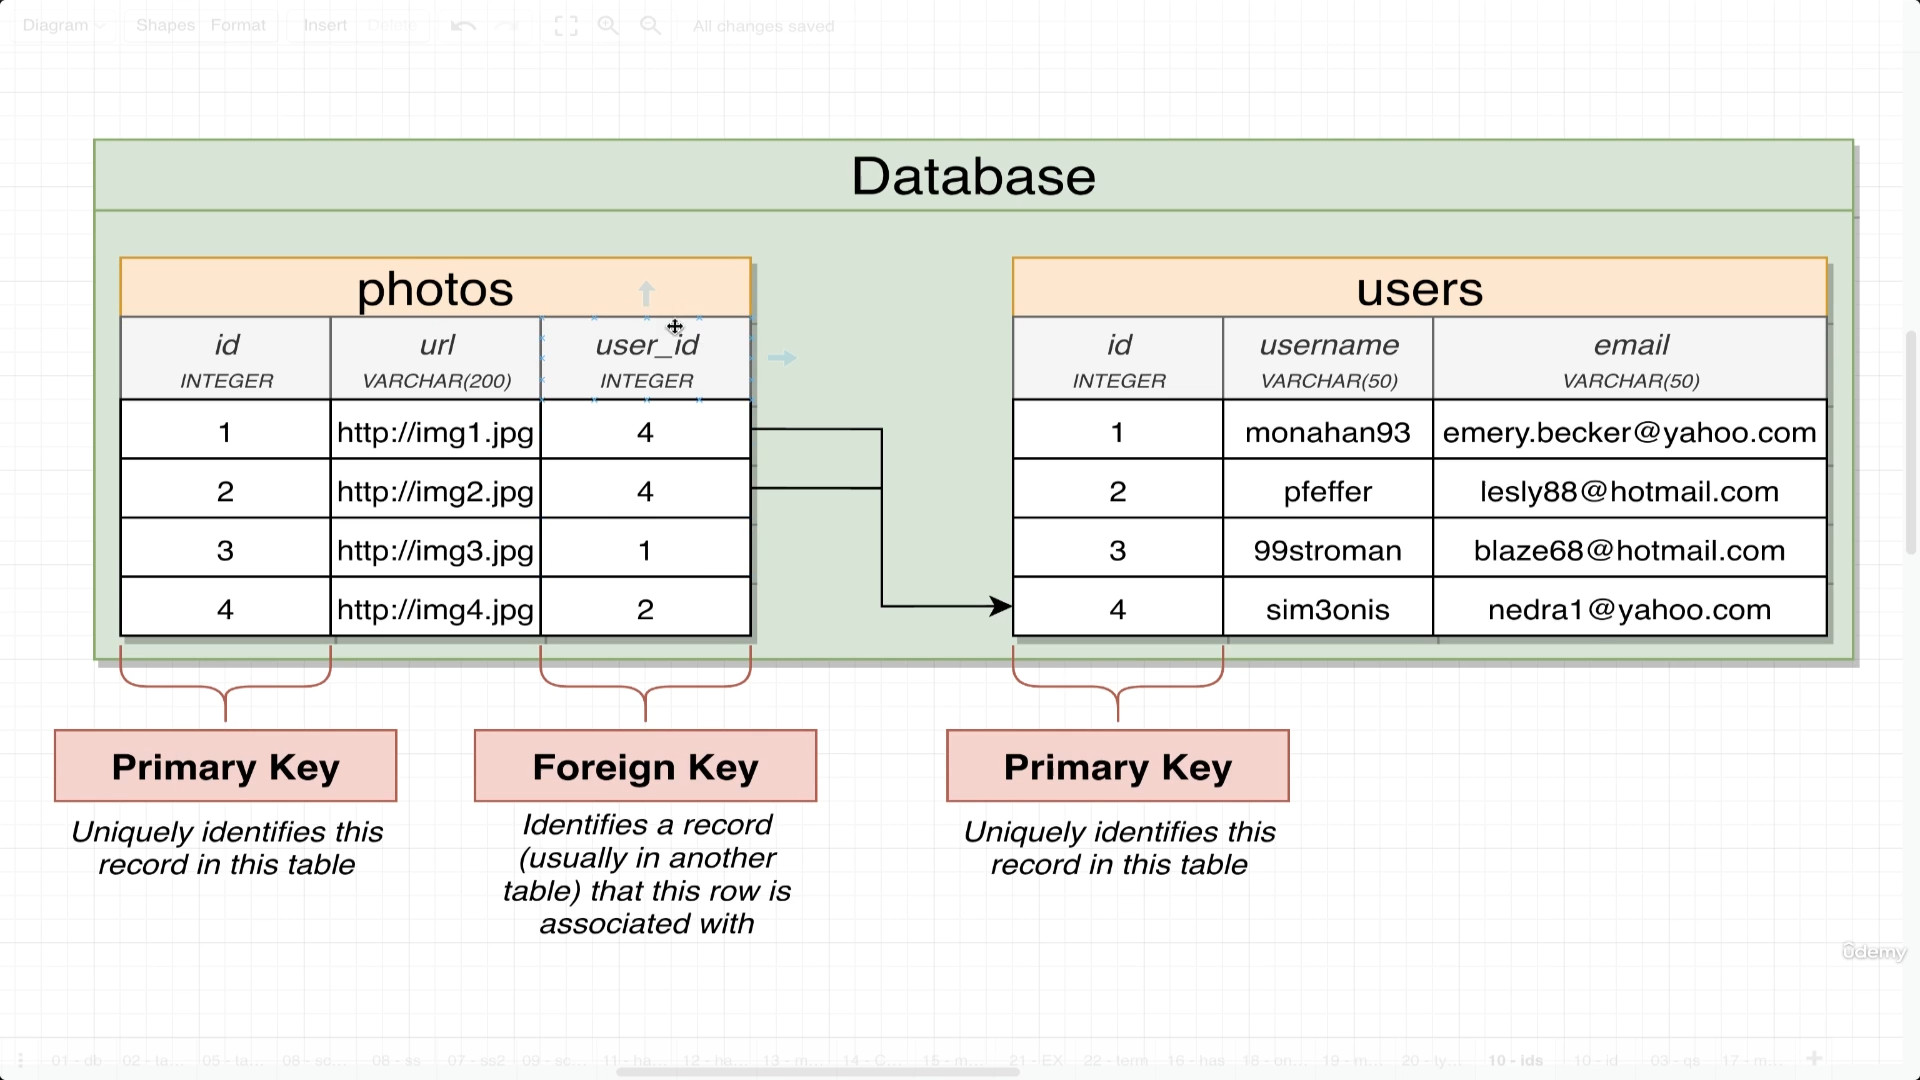 Diagram Shapes Format Insert Delete All changes saved
Database
photos
id url user_id
INTEGER VARCHAR(200) INTEGER
1 http://img1.jpg 4
2 http://img2.jpg 4
3 http://img3.jpg 1
4 http://img4.jpg 2
users
id username email
INTEGER VARCHAR(50) VARCHAR(50)
1 monahan93 emery.becker@yahoo.com
2 pfeffer lesly88@hotmail.com
3 99stroman blaze68@hotmail.com
4 sim3onis nedra1@yahoo.com
Primary Key
Uniquely identifies this
record in this table
Foreign Key
Identifies a record
(usually in another
table) that this row is
associated with
Primary Key
Uniquely identifies this
record in this table
ûdemy
01 - db 02 - ta... 05 - ta... 06 - sc... 08 - ss 07 - ss2 09 - sc... 11 - ha... 12 - ha... 13 - m... 14 - C... 15 - m... 21 - EX 22 - term 16 - has 18 - on... 19 - m... 20 - ty... 10 - ids 10 - id 03 - qs 17 - m...